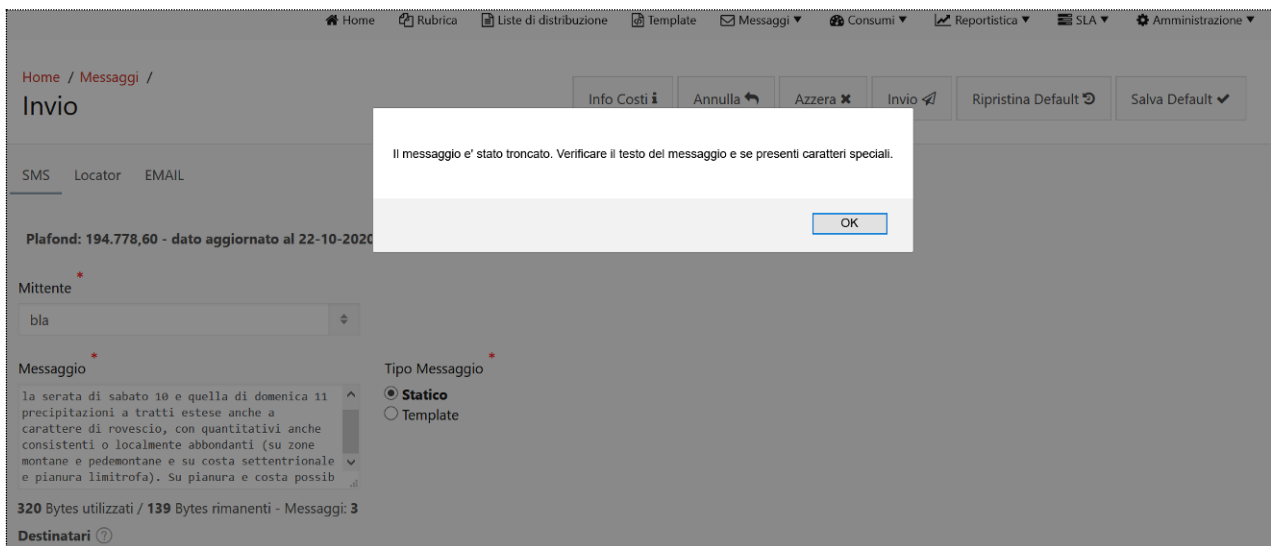 Home Rubrica Liste di distribuzione Template Messaggi Consumi Reportistica SLA Amministrazione
Home / Messaggi /
Invio
Info Costi Annulla Azzera Invio Ripristina Default Salva Default
Il messaggio e' stato troncato. Verificare il testo del messaggio e se presenti caratteri speciali.
OK
SMS Locator EMAIL
Plafond: 194.778,60 - dato aggiornato al 22-10-2020
Mittente *
bla
Messaggio *
la serata di sabato 10 e quella di domenica 11
precipitazioni a tratti estese anche a
carattere di rovescio, con quantitativi anche
consistenti o localmente abbondanti (su zone
montane e pedemontane e su costa settentrionale
e pianura limitrofa). Su pianura e costa possib
Tipo Messaggio *
Statico
Template
320 Bytes utilizzati / 139 Bytes rimanenti - Messaggi: 3
Destinatari ?